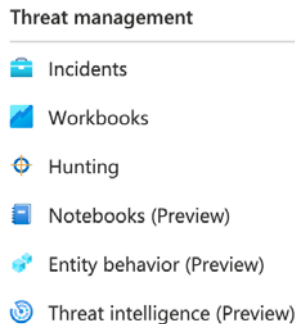 Threat management
Incidents
Workbooks
Hunting
Notebooks (Preview)
Entity behavior (Preview)
Threat intelligence (Preview)